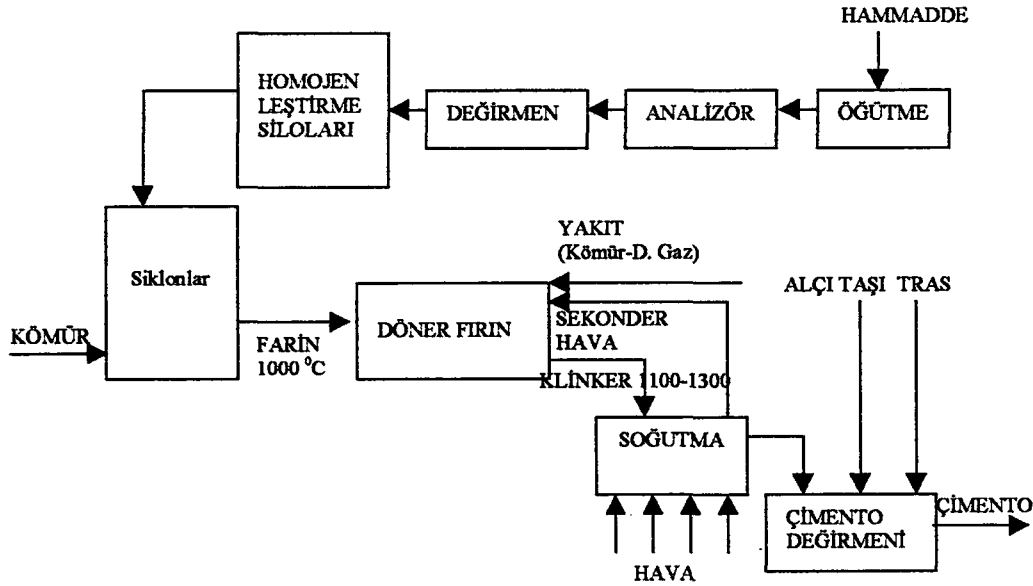 HAMMADDE
HOMOJEN
LEŞTİRME
SİLOLARI
DEĞİRMEN
ANALİZÖR
ÖĞÜTME
Siklonlar
YAKIT
(Kömür-D. Gaz)
ALÇI TAŞI TRAS
KÖMÜR
FARİN
1000 ⁰C
DÖNER FIRIN
SEKONDER
HAVA
KLİNKER 1100-1300
SOĞUTMA
ÇİMENTO
DEĞİRMENİ
ÇİMENTO
HAVA